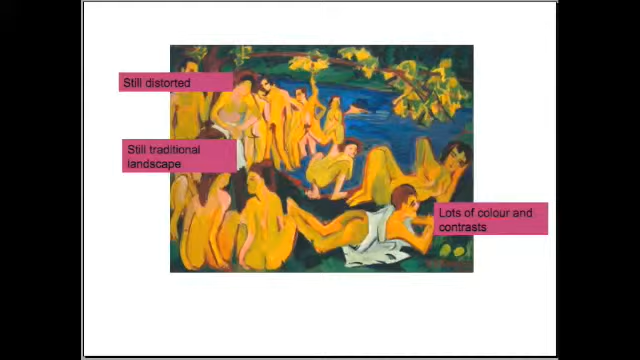 Still distorted
Still traditional
landscape
Lots of colour and
contrasts